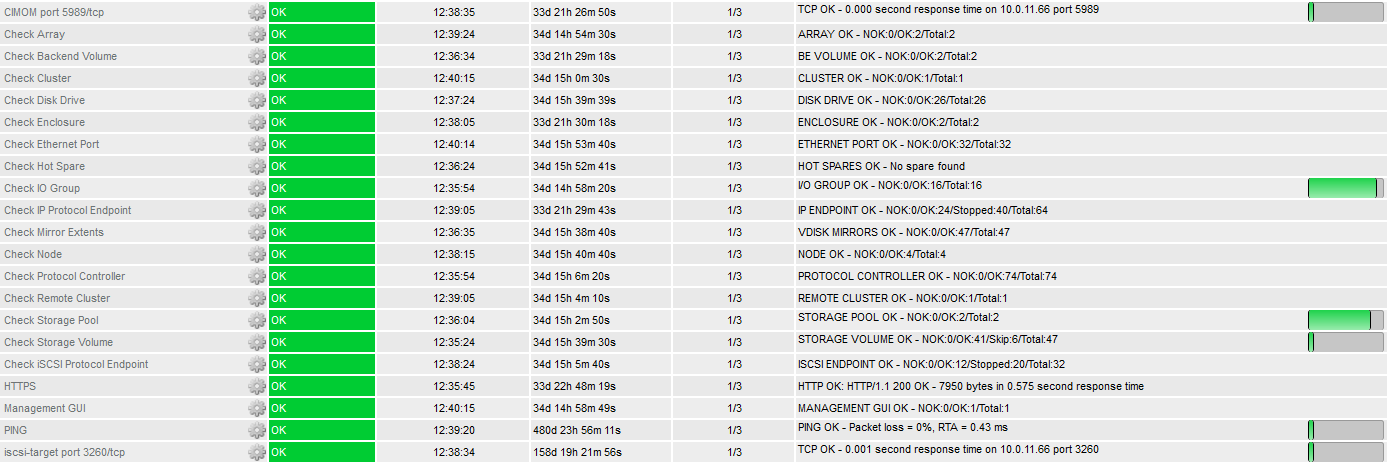 CIMOM port 5989/tcp OK 12:38:35 33d 21h 26m 50s 1/3 TCP OK - 0.000 second response time on 10.0.11.66 port 5989
Check Array OK 12:39:24 34d 14h 54m 30s 1/3 ARRAY OK - NOK:0/OK:2/Total:2
Check Backend Volume OK 12:36:34 33d 21h 29m 18s 1/3 BE VOLUME OK - NOK:0/OK:2/Total:2
Check Cluster OK 12:40:15 34d 15h 0m 30s 1/3 CLUSTER OK - NOK:0/OK:1/Total:1
Check Disk Drive OK 12:37:24 34d 15h 39m 39s 1/3 DISK DRIVE OK - NOK:0/OK:26/Total:26
Check Enclosure OK 12:38:05 33d 21h 30m 18s 1/3 ENCLOSURE OK - NOK:0/OK:2/Total:2
Check Ethernet Port OK 12:40:14 34d 15h 53m 40s 1/3 ETHERNET PORT OK - NOK:0/OK:32/Total:32
Check Hot Spare OK 12:36:24 34d 15h 52m 41s 1/3 HOT SPARES OK - No spare found
Check IO Group OK 12:35:54 34d 14h 58m 20s 1/3 I/O GROUP OK - NOK:0/OK:16/Total:16
Check IP Protocol Endpoint OK 12:39:05 33d 21h 29m 43s 1/3 IP ENDPOINT OK - NOK:0/OK:24/Stopped:40/Total:64
Check Mirror Extents OK 12:36:35 34d 15h 38m 40s 1/3 VDISK MIRRORS OK - NOK:0/OK:47/Total:47
Check Node OK 12:38:15 34d 15h 40m 40s 1/3 NODE OK - NOK:0/OK:4/Total:4
Check Protocol Controller OK 12:35:54 34d 15h 6m 20s 1/3 PROTOCOL CONTROLLER OK - NOK:0/OK:74/Total:74
Check Remote Cluster OK 12:39:05 34d 15h 4m 10s 1/3 REMOTE CLUSTER OK - NOK:0/OK:1/Total:1
Check Storage Pool OK 12:36:04 34d 15h 2m 50s 1/3 STORAGE POOL OK - NOK:0/OK:2/Total:2
Check Storage Volume OK 12:35:24 34d 15h 39m 30s 1/3 STORAGE VOLUME OK - NOK:0/OK:41/Skip:6/Total:47
Check iSCSI Protocol Endpoint OK 12:38:24 34d 15h 5m 40s 1/3 ISCSI ENDPOINT OK - NOK:0/OK:12/Stopped:20/Total:32
HTTPS OK 12:35:45 33d 22h 48m 19s 1/3 HTTP OK: HTTP/1.1 200 OK - 7950 bytes in 0.575 second response time
Management GUI OK 12:40:15 34d 14h 58m 49s 1/3 MANAGEMENT GUI OK - NOK:0/OK:1/Total:1
PING OK 12:39:20 480d 23h 56m 11s 1/3 PING OK - Packet loss = 0%, RTA = 0.43 ms
iscsi-target port 3260/tcp OK 12:38:34 158d 19h 21m 56s 1/3 TCP OK - 0.001 second response time on 10.0.11.66 port 3260